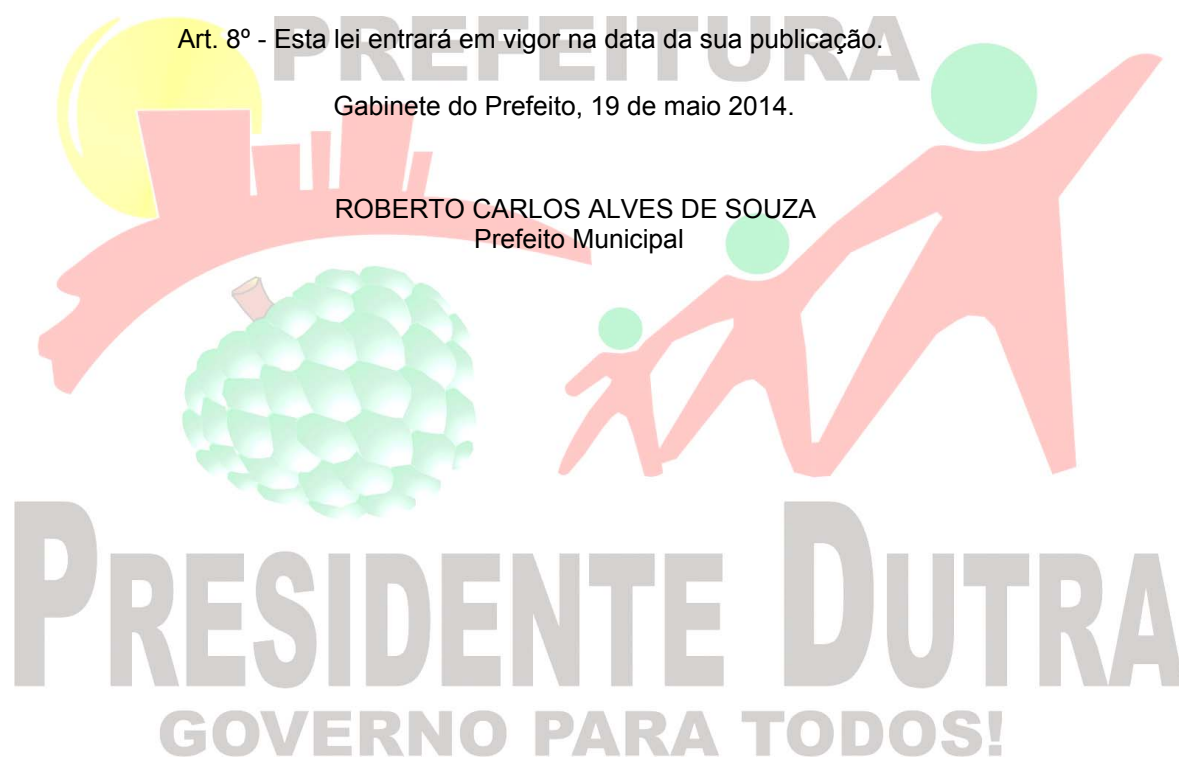 PREFEITURA
Art. 8º - Esta lei entrará em vigor na data da sua publicação.
Gabinete do Prefeito, 19 de maio 2014.
ROBERTO CARLOS ALVES DE SOUZA
Prefeito Municipal
PRESIDENTE DUTRA
GOVERNO PARA TODOS!